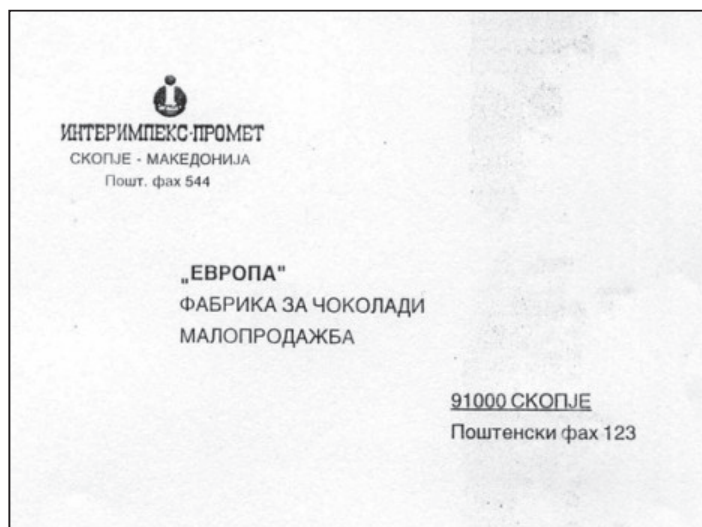 ИНТЕРИМПЕКС-ПРОМЕТ
СКОПЈЕ - МАКЕДОНИЈА
Пошт. фах 544
„ЕВРОПА"
ФАБРИКА ЗА ЧОКОЛАДИ
МАЛОПРОДАЖБА
91000 СКОПЈЕ
Поштенски фах 123